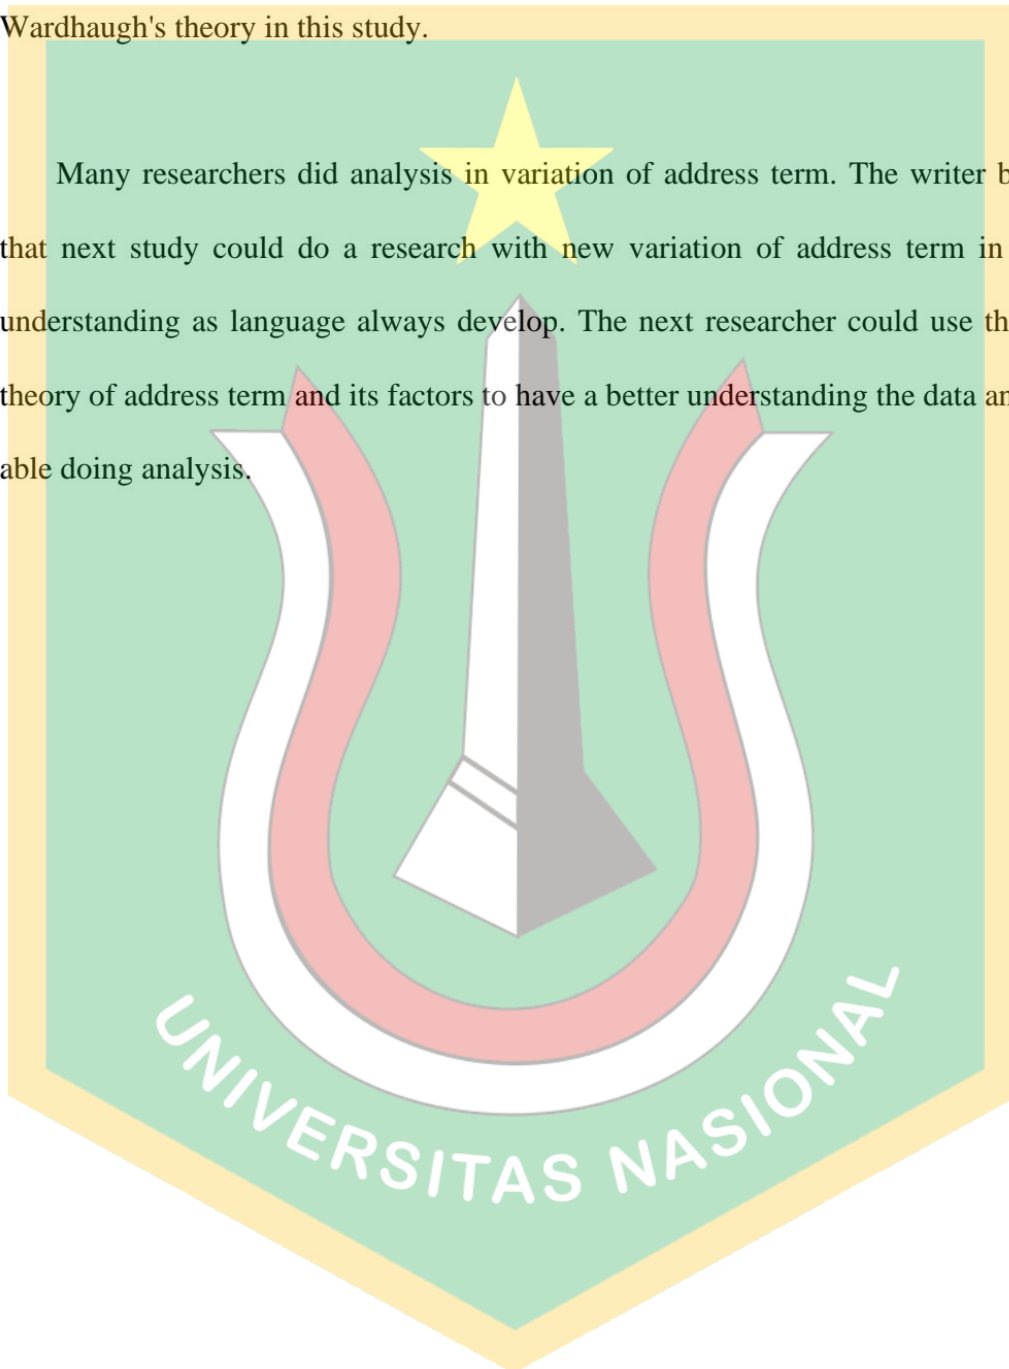 Wardhaugh's theory in this study.
Many researchers did analysis in variation of address term. The writer b
that next study could do a research with new variation of address term in
understanding as language always develop. The next researcher could use th
theory of address term and its factors to have a better understanding the data an
able doing analysis.
UNIVERSITAS NASIONAL